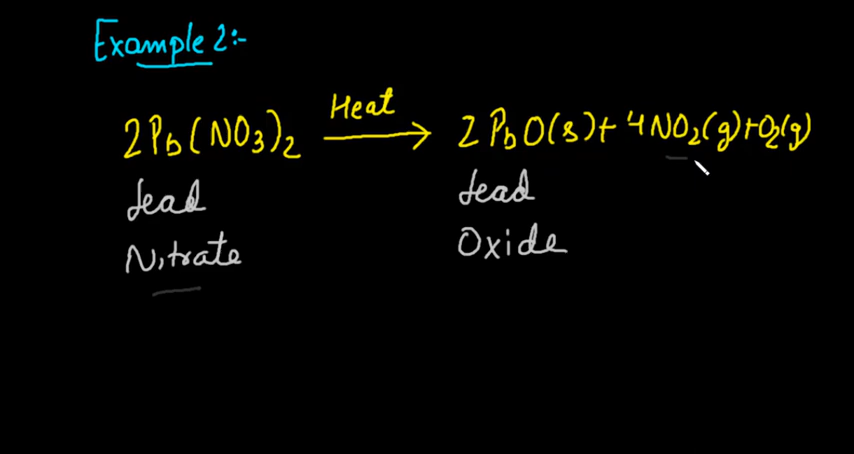 Example 2:-
2Pb(NO3)2 Heat → 2PbO(s)+4NO2(g)+O2(g)
Lead Lead
Nitrate Oxide